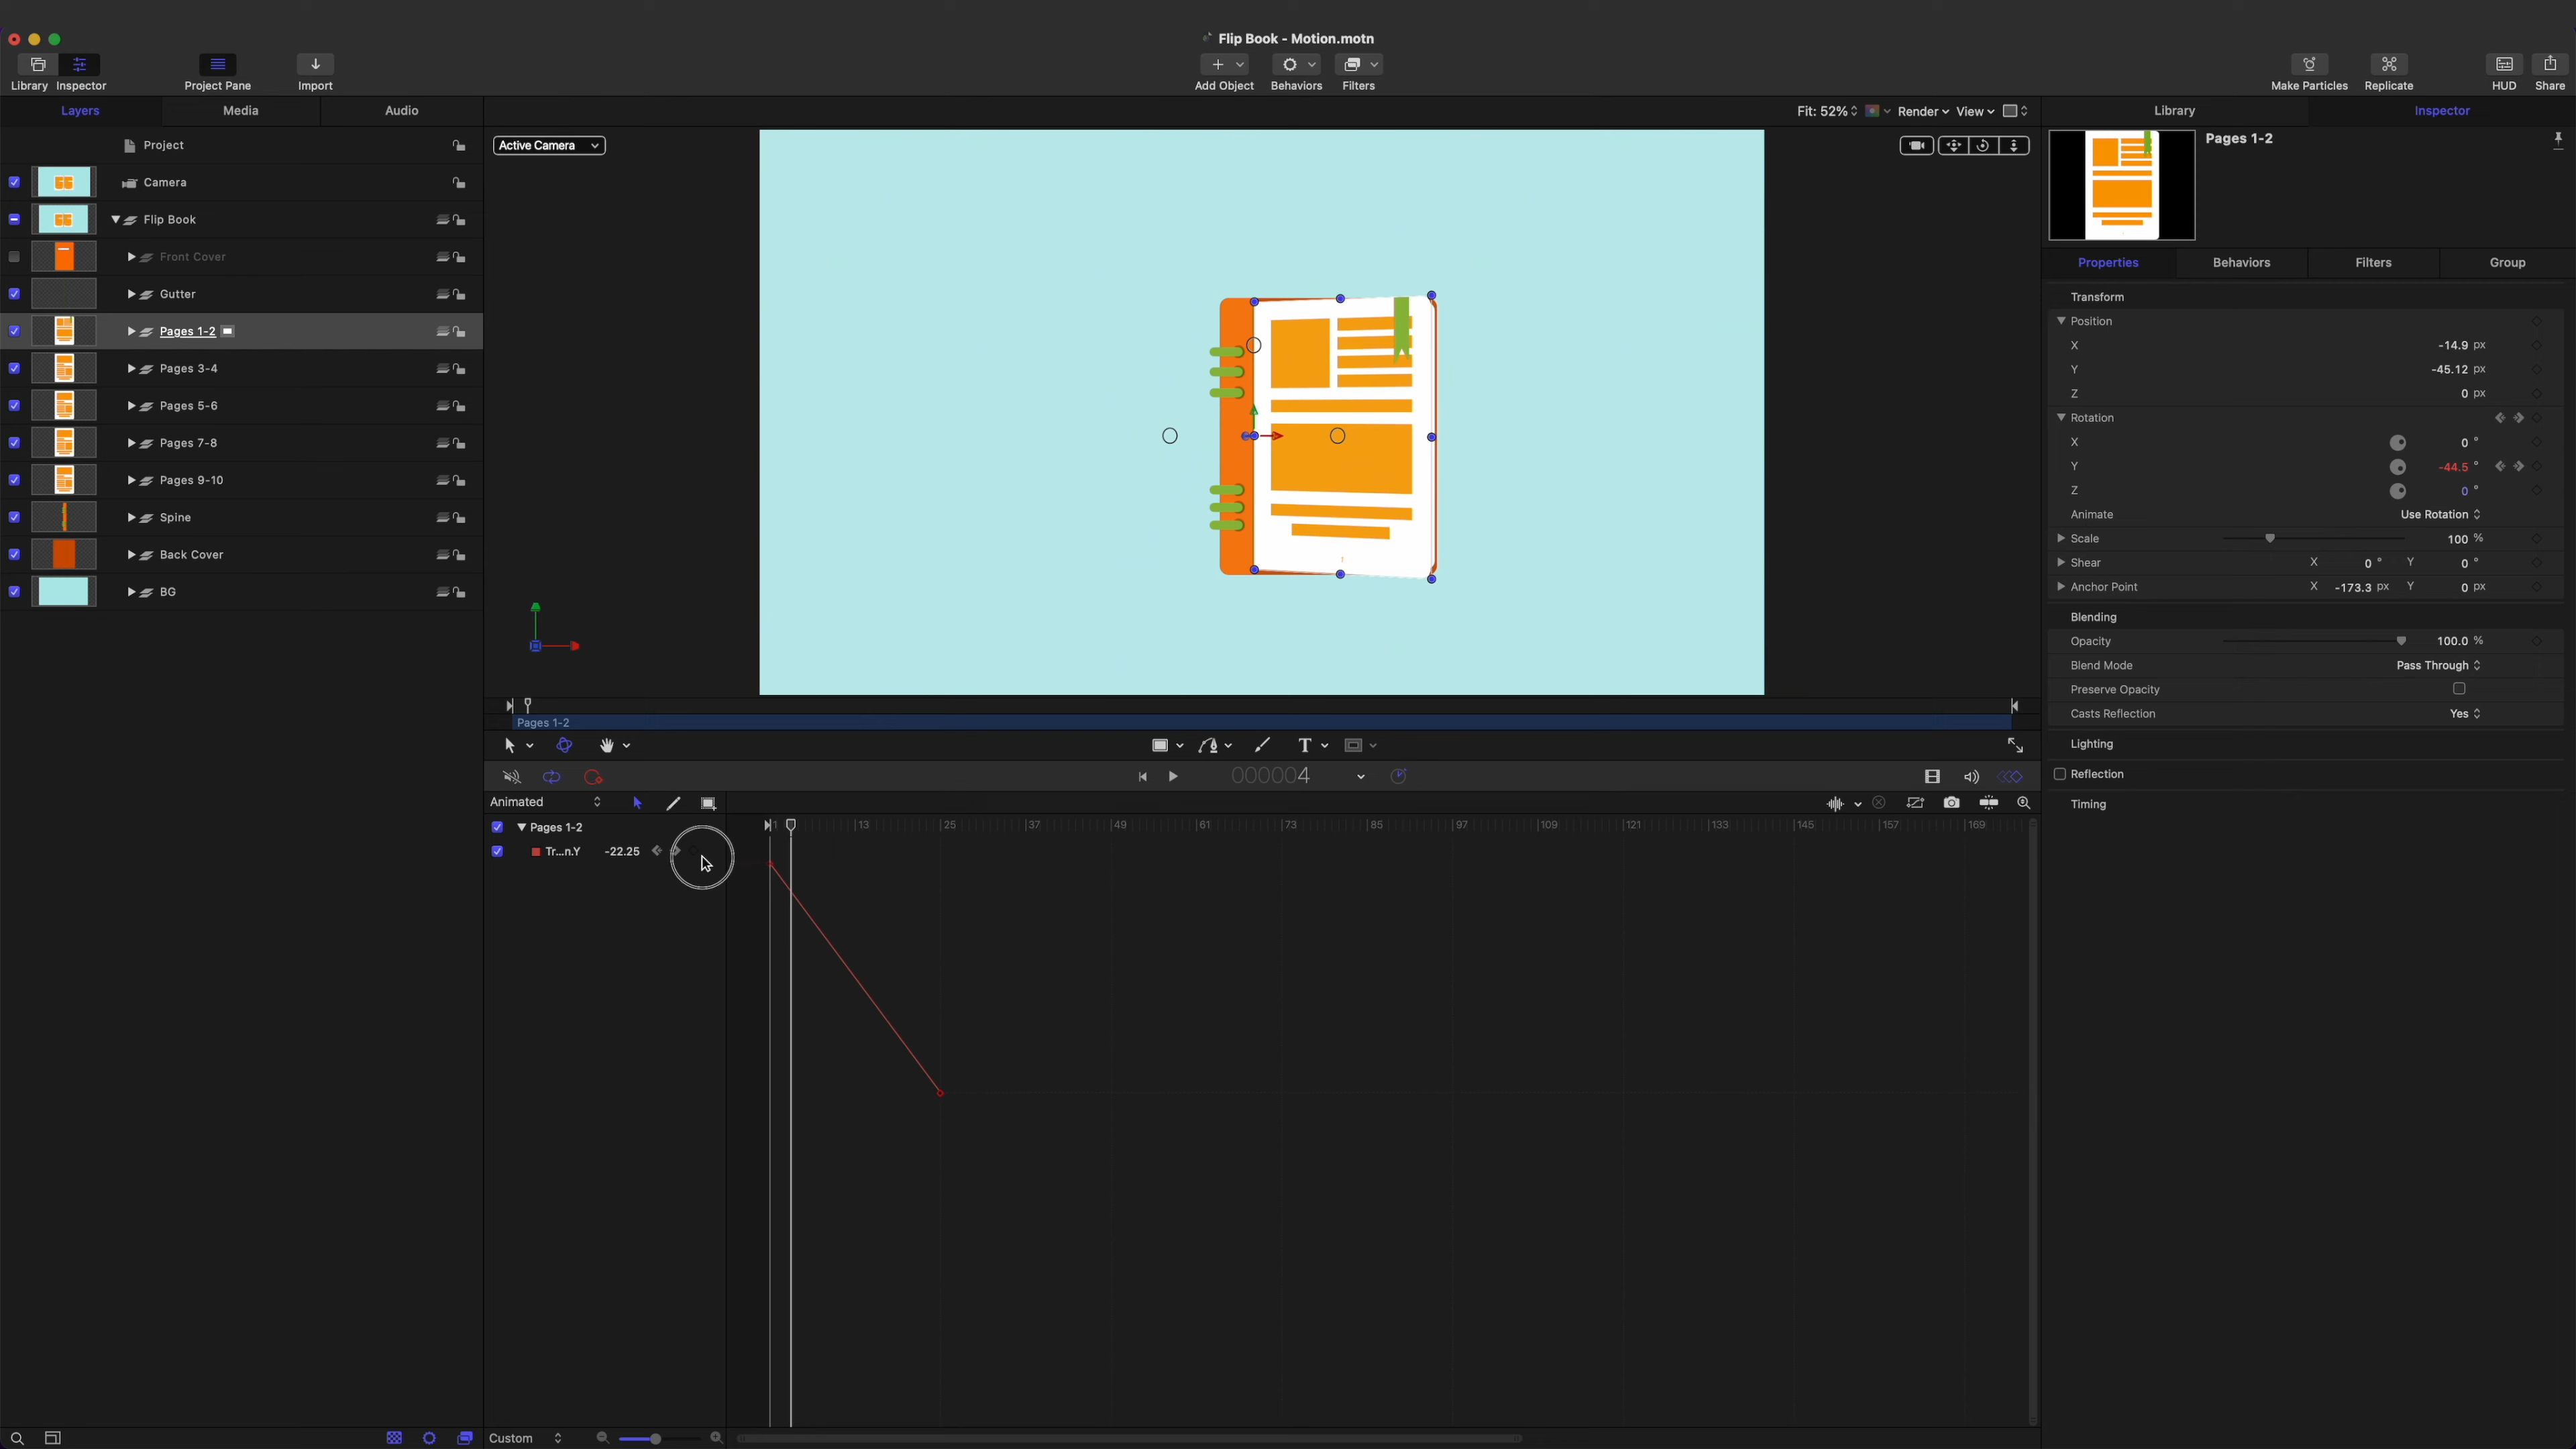 Flip Book - Motion.motn
Library Inspector Project Pane Import Add Object Behaviors Filters Make Particles Replicate HUD Share
Layers Media Audio
Fit: 52% Render View
Library Inspector
Active Camera
Project
Camera
Flip Book
Front Cover
Gutter
Pages 1-2
Pages 3-4
Pages 5-6
Pages 7-8
Pages 9-10
Spine
Back Cover
BG
Pages 1-2
Properties Behaviors Filters Group
Transform
Position
X -14.9 px
Y -45.12 px
Z 0 px
Rotation
X 0 °
Y -44.5 °
Z 0 °
Animate Use Rotation
Scale 100 %
Shear X 0 ° Y 0 °
Anchor Point X -173.3 px Y 0 px
Blending
Opacity 100.0 %
Blend Mode Pass Through
Preserve Opacity
Casts Reflection Yes
Lighting
Reflection
Timing
Pages 1-2
T
000004
Animated
Pages 1-2
Tr...n.Y -22.25
1 13 25 37 49 61 73 85 97 109 121 133 145 157 169
Custom